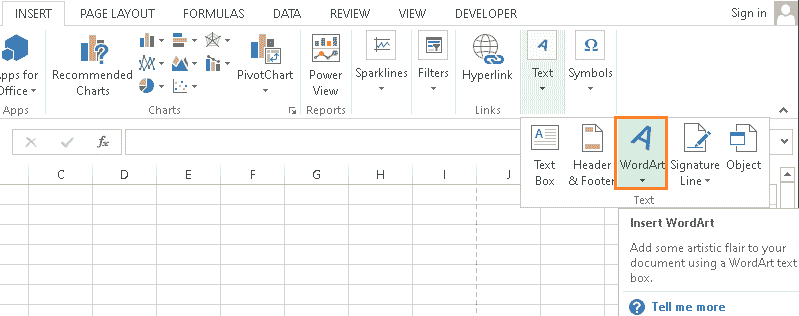 INSERT PAGE LAYOUT FORMULAS DATA REVIEW VIEW DEVELOPER Sign in
Apps for Office
Recommended Charts
PivotChart
Power View
Sparklines
Filters
Hyperlink
Text
Symbols
Apps Charts Reports Links
fx
Text Box
Header & Footer
WordArt
Signature Line
Object
Text
C D E F G H I J
Insert WordArt
Add some artistic flair to your
document using a WordArt text
box.
? Tell me more